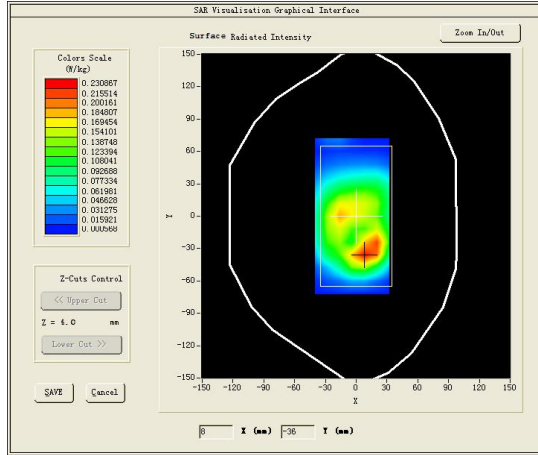 SAR Visualisation Graphical Interface
Surface Radiated Intensity
Zoom In/Out
Colors Scale
(W/kg)
0.230867
0.215514
0.200161
0.184807
0.169454
0.154101
0.138748
0.123394
0.108041
0.092688
0.077334
0.061981
0.046628
0.031275
0.015921
0.000568
Z-Cuts Control
<< Upper Cut
Z = 4.0 mm
Lower Cut >>
SAVE Cancel
150
120
90
60
30
0
-30
-60
-90
-120
-150
Y
-150 -120 -90 -60 -30 0 30 60 90 120 150
X
8 X (mm) -36 Y (mm)